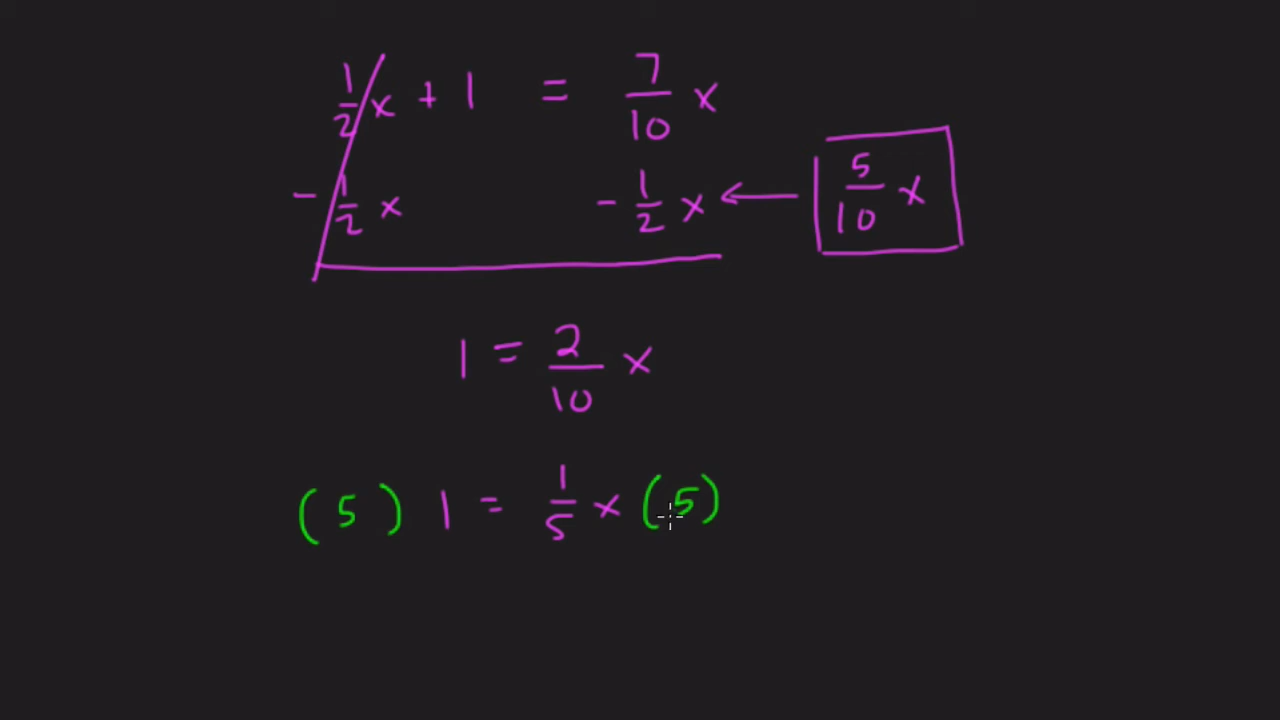 1/2 x + 1 = 7/10 x
- 1/2 x - 1/2 x ← 5/10 x
1 = 2/10 x
(5) 1 = 1/5 x (5)